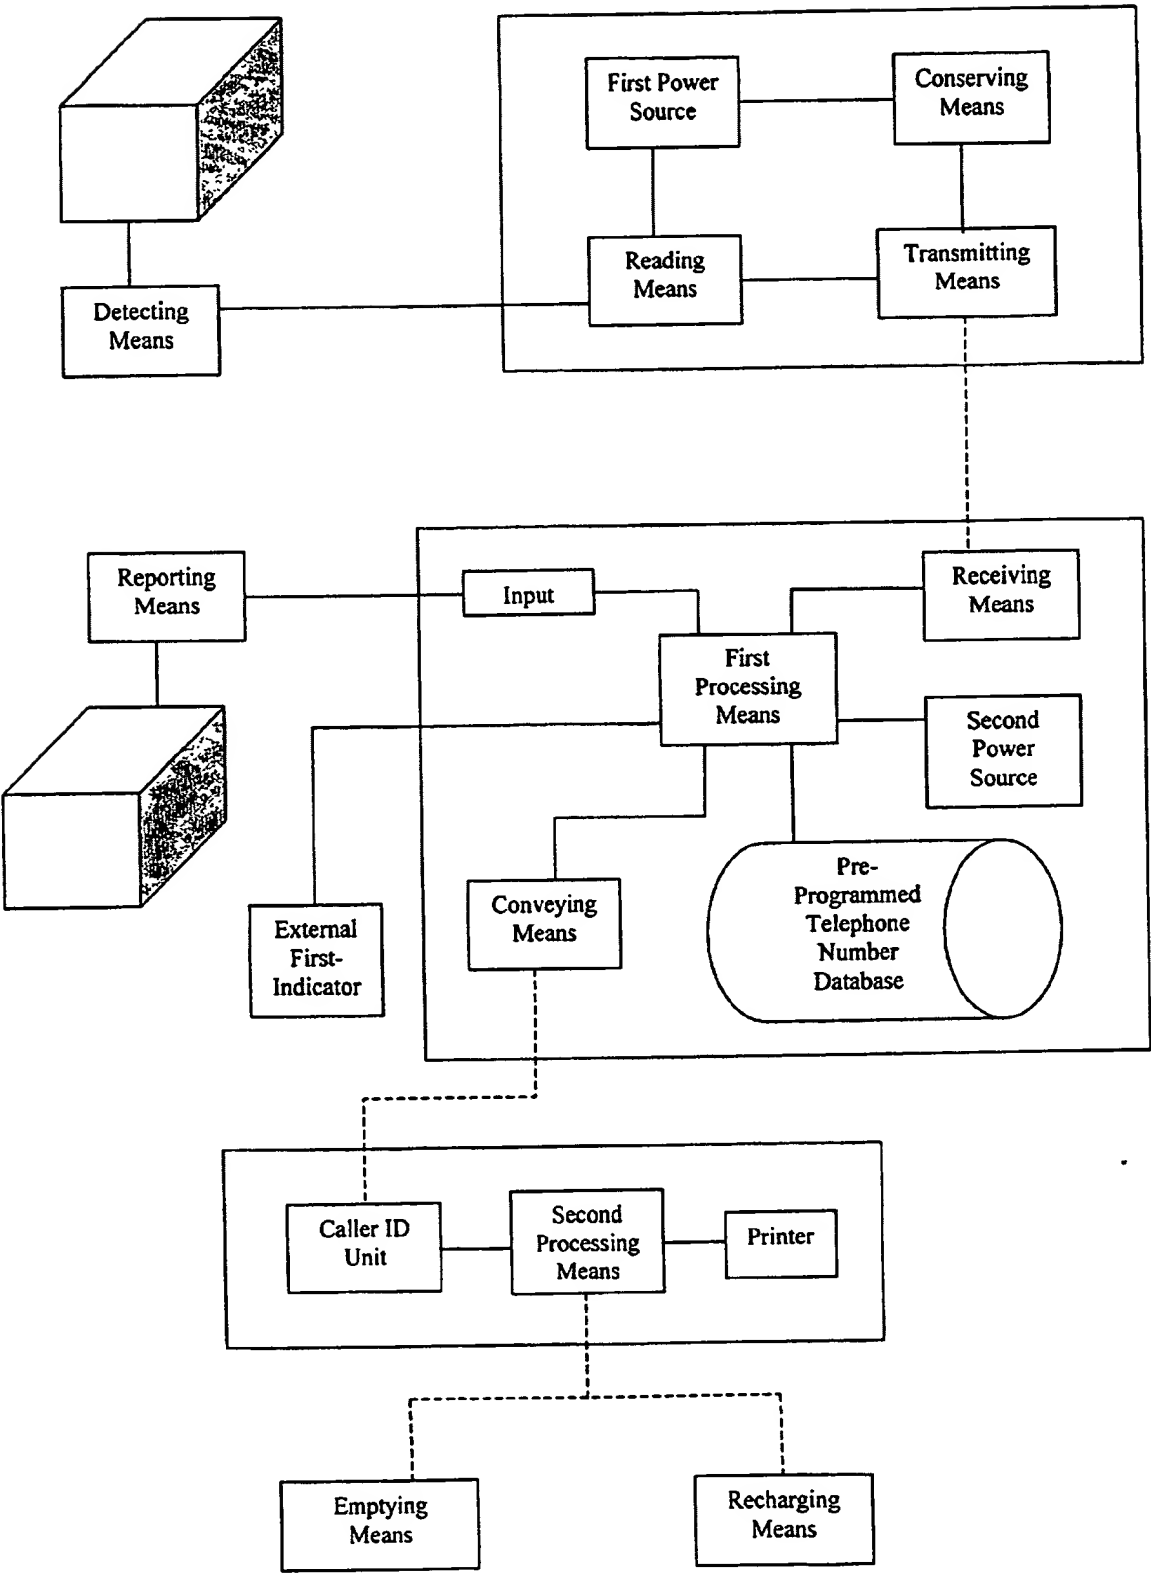 First Power
Source
Conserving
Means
Reading
Means
Transmitting
Means
Detecting
Means
Reporting
Means
Input
Receiving
Means
First
Processing
Means
Second
Power
Source
Conveying
Means
External
First-
Indicator
Pre-
Programmed
Telephone
Number
Database
Caller ID
Unit
Second
Processing
Means
Printer
Emptying
Means
Recharging
Means